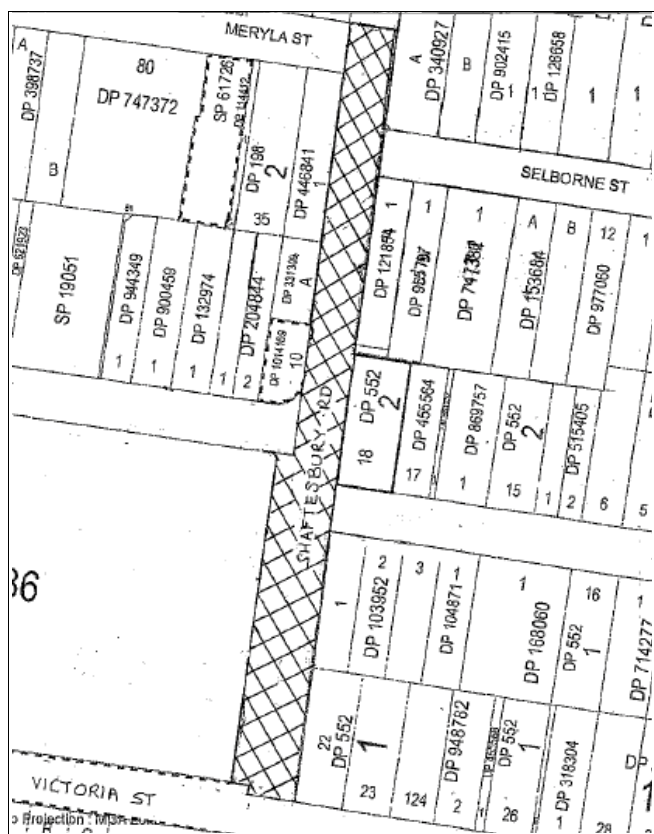 MERYLA ST
A
DP 398737
B
80
DP 747372
SP 61726
DP 198
2
35
DP 446841
1
A
DP 340927
B
DP 902415
1
DP 128658
1
1
1
SELBORNE ST
SP 19051
DP 944349
1
DP 900459
1
DP 132974
1
1
DP 204844
2
A
DP 1014169
10
1
DP 121854
1
1
A
DP 153684
B
12
DP 977060
1
DP 552
2
18
DP 455564
17
DP 869757
1
DP 552
2
15
1
DP 515405
2
6
5
SHAFTESBURY RD
36
1
2
DP 103952
3
1
DP 104871
1
DP 168060
16
DP 552
1
1
DP 714277
22
DP 552
1
23
124
DP 948782
2
DP 552
1
26
DP 318304
1
28
DP
VICTORIA ST
Projection